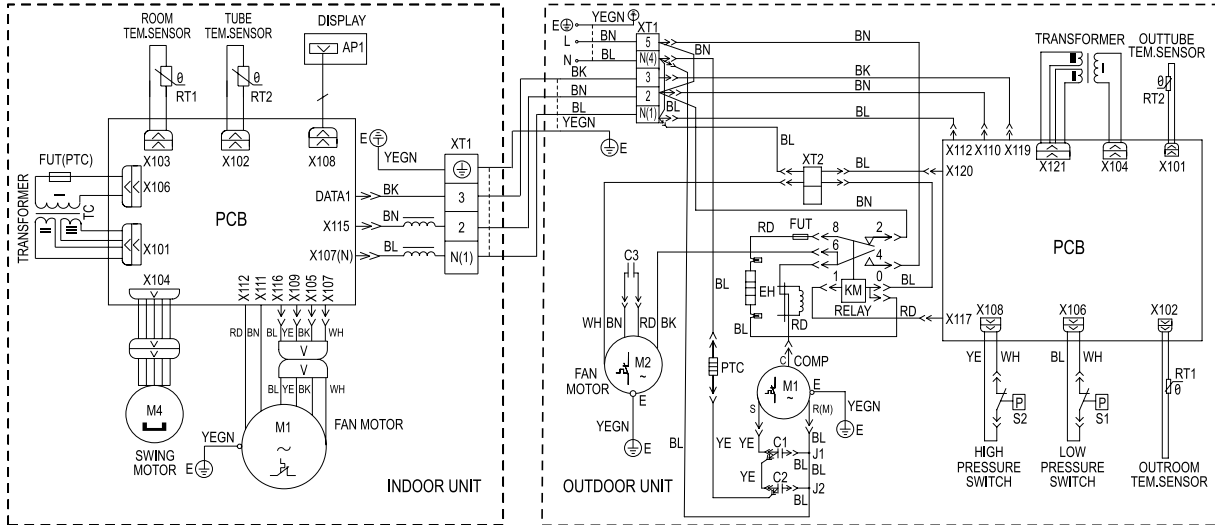 ROOM
TEM.SENSOR
TUBE
TEM.SENSOR
DISPLAY
AP1
θ
RT1
θ
RT2
X103
X102
X108
FUT(PTC)
X106
TRANSFORMER
TC
X101
PCB
DATA1
X115
X107(N)
BK
BN
BL
E
YEGN
XT1
3
2
N(1)
X104
X112
X111
X116
X109
X105
X107
RD
BN
BL
YE
BK
WH
V
V
BL
YE
BK
WH
M4
SWING
MOTOR
M1
~
FAN MOTOR
YEGN
E
INDOOR UNIT
E
YEGN
L
BN
N
BL
BK
BN
BL
YEGN
E
XT1
5
N(4)
3
2
N(1)
BL
BN
BK
BN
BL
BL
XT2
BL
BL
BN
TRANSFORMER
OUTTUBE
TEM.SENSOR
θ
RT2
X112
X110
X119
X121
X104
X101
X120
PCB
X117
X108
X106
X102
C3
WH
BN
RD
BK
M2
~
FAN
MOTOR
E
YEGN
E
BL
RD
FUT
8
2
6
4
1
0
KM
RELAY
BL
RD
EH
BL
RD
PTC
C
COMP
M1
~
E
YEGN
E
S
R(M)
YE
YE
C1
BL
BL
J1
BL
YE
C2
BL
J2
BL
YE
WH
P
S2
HIGH
PRESSURE
SWITCH
BL
WH
P
S1
LOW
PRESSURE
SWITCH
RT1
θ
OUTROOM
TEM.SENSOR
OUTDOOR UNIT